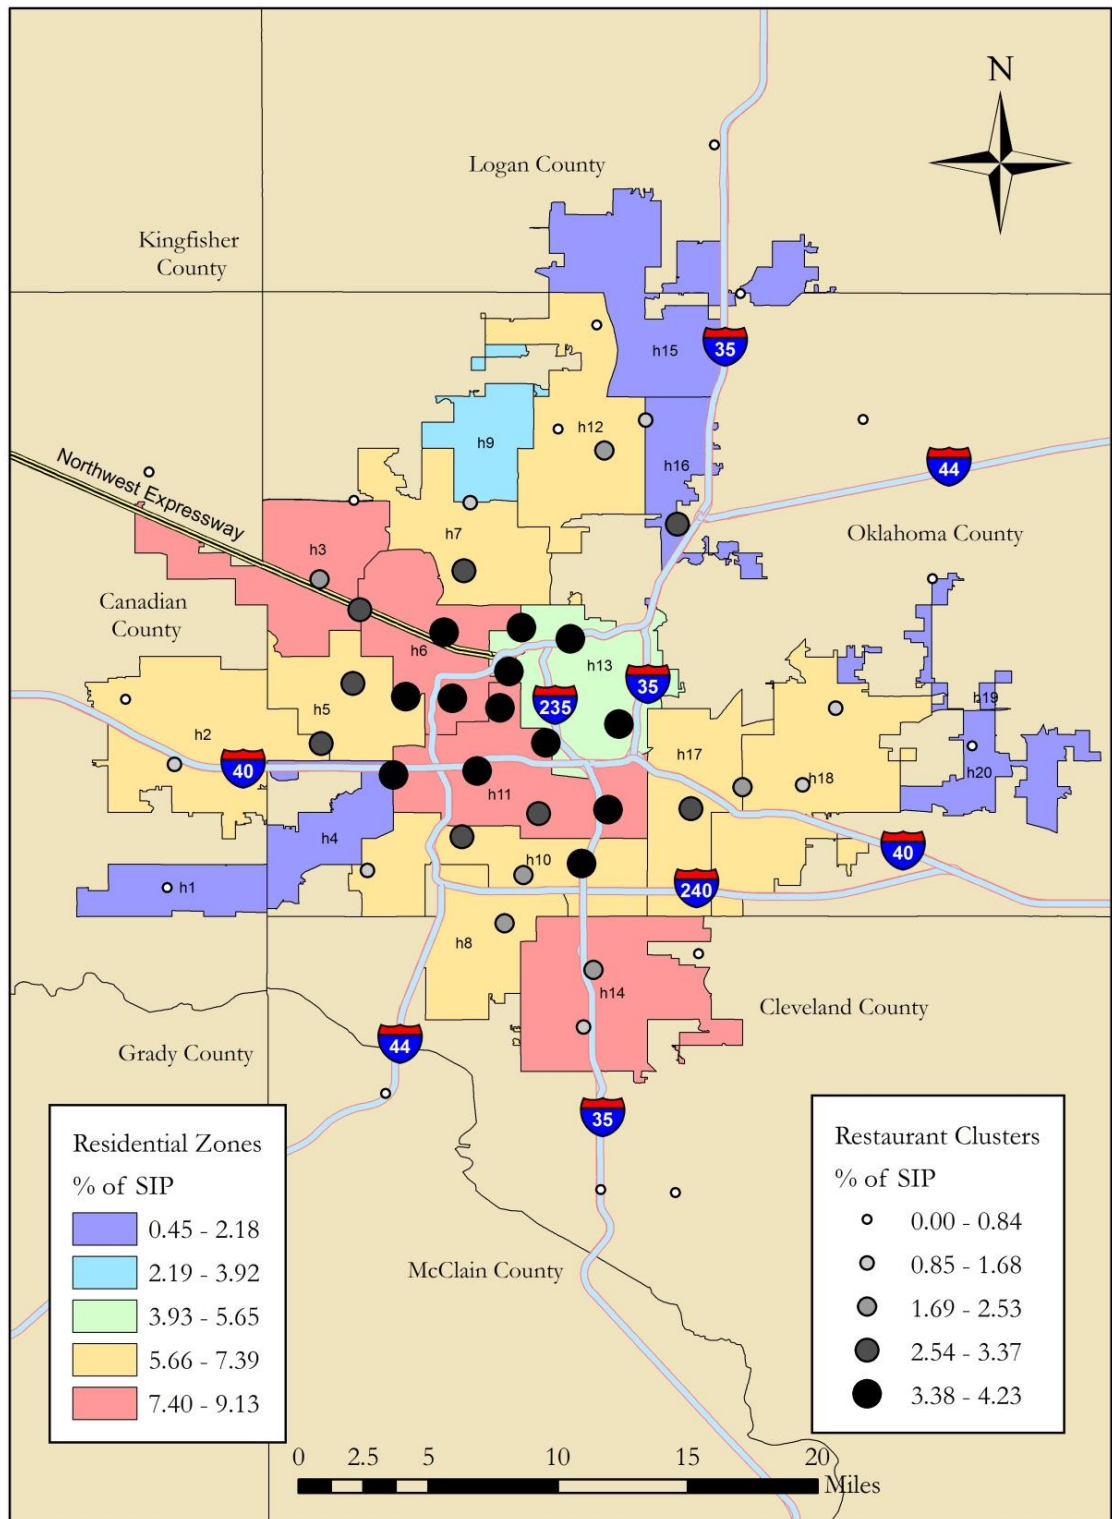 N
Logan County
Kingfisher
County
h15
35
h12
h9
44
h16
Northwest Expressway
h7
Oklahoma County
h3
Canadian
County
h6
h13
35
235
h5
h19
h2
h17
h20
40
h18
h11
h4
40
h10
h1
240
h8
h14
Cleveland County
44
Grady County
35
Residential Zones
% of SIP
0.45 - 2.18
2.19 - 3.92
3.93 - 5.65
5.66 - 7.39
7.40 - 9.13
McClain County
Restaurant Clusters
% of SIP
0.00 - 0.84
0.85 - 1.68
1.69 - 2.53
2.54 - 3.37
3.38 - 4.23
0 2.5 5 10 15 20
Miles